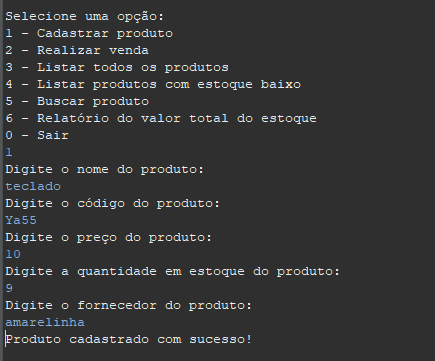 Selecione uma opção:
1 - Cadastrar produto
2 - Realizar venda
3 - Listar todos os produtos
4 - Listar produtos com estoque baixo
5 - Buscar produto
6 - Relatório do valor total do estoque
0 - Sair
1
Digite o nome do produto:
teclado
Digite o código do produto:
Ya55
Digite o preço do produto:
10
Digite a quantidade em estoque do produto:
9
Digite o fornecedor do produto:
amarelinha
Produto cadastrado com sucesso!